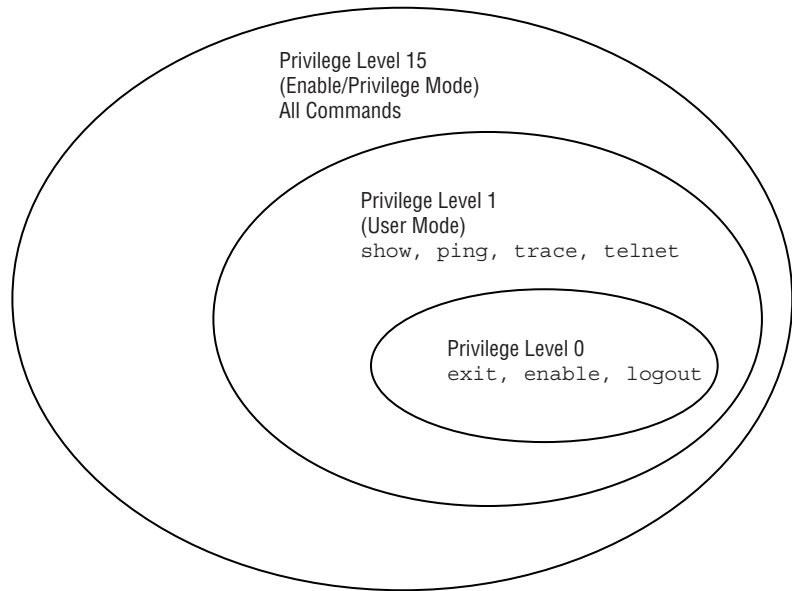 Privilege Level 15
(Enable/Privilege Mode)
All Commands
Privilege Level 1
(User Mode)
show, ping, trace, telnet
Privilege Level 0
exit, enable, logout